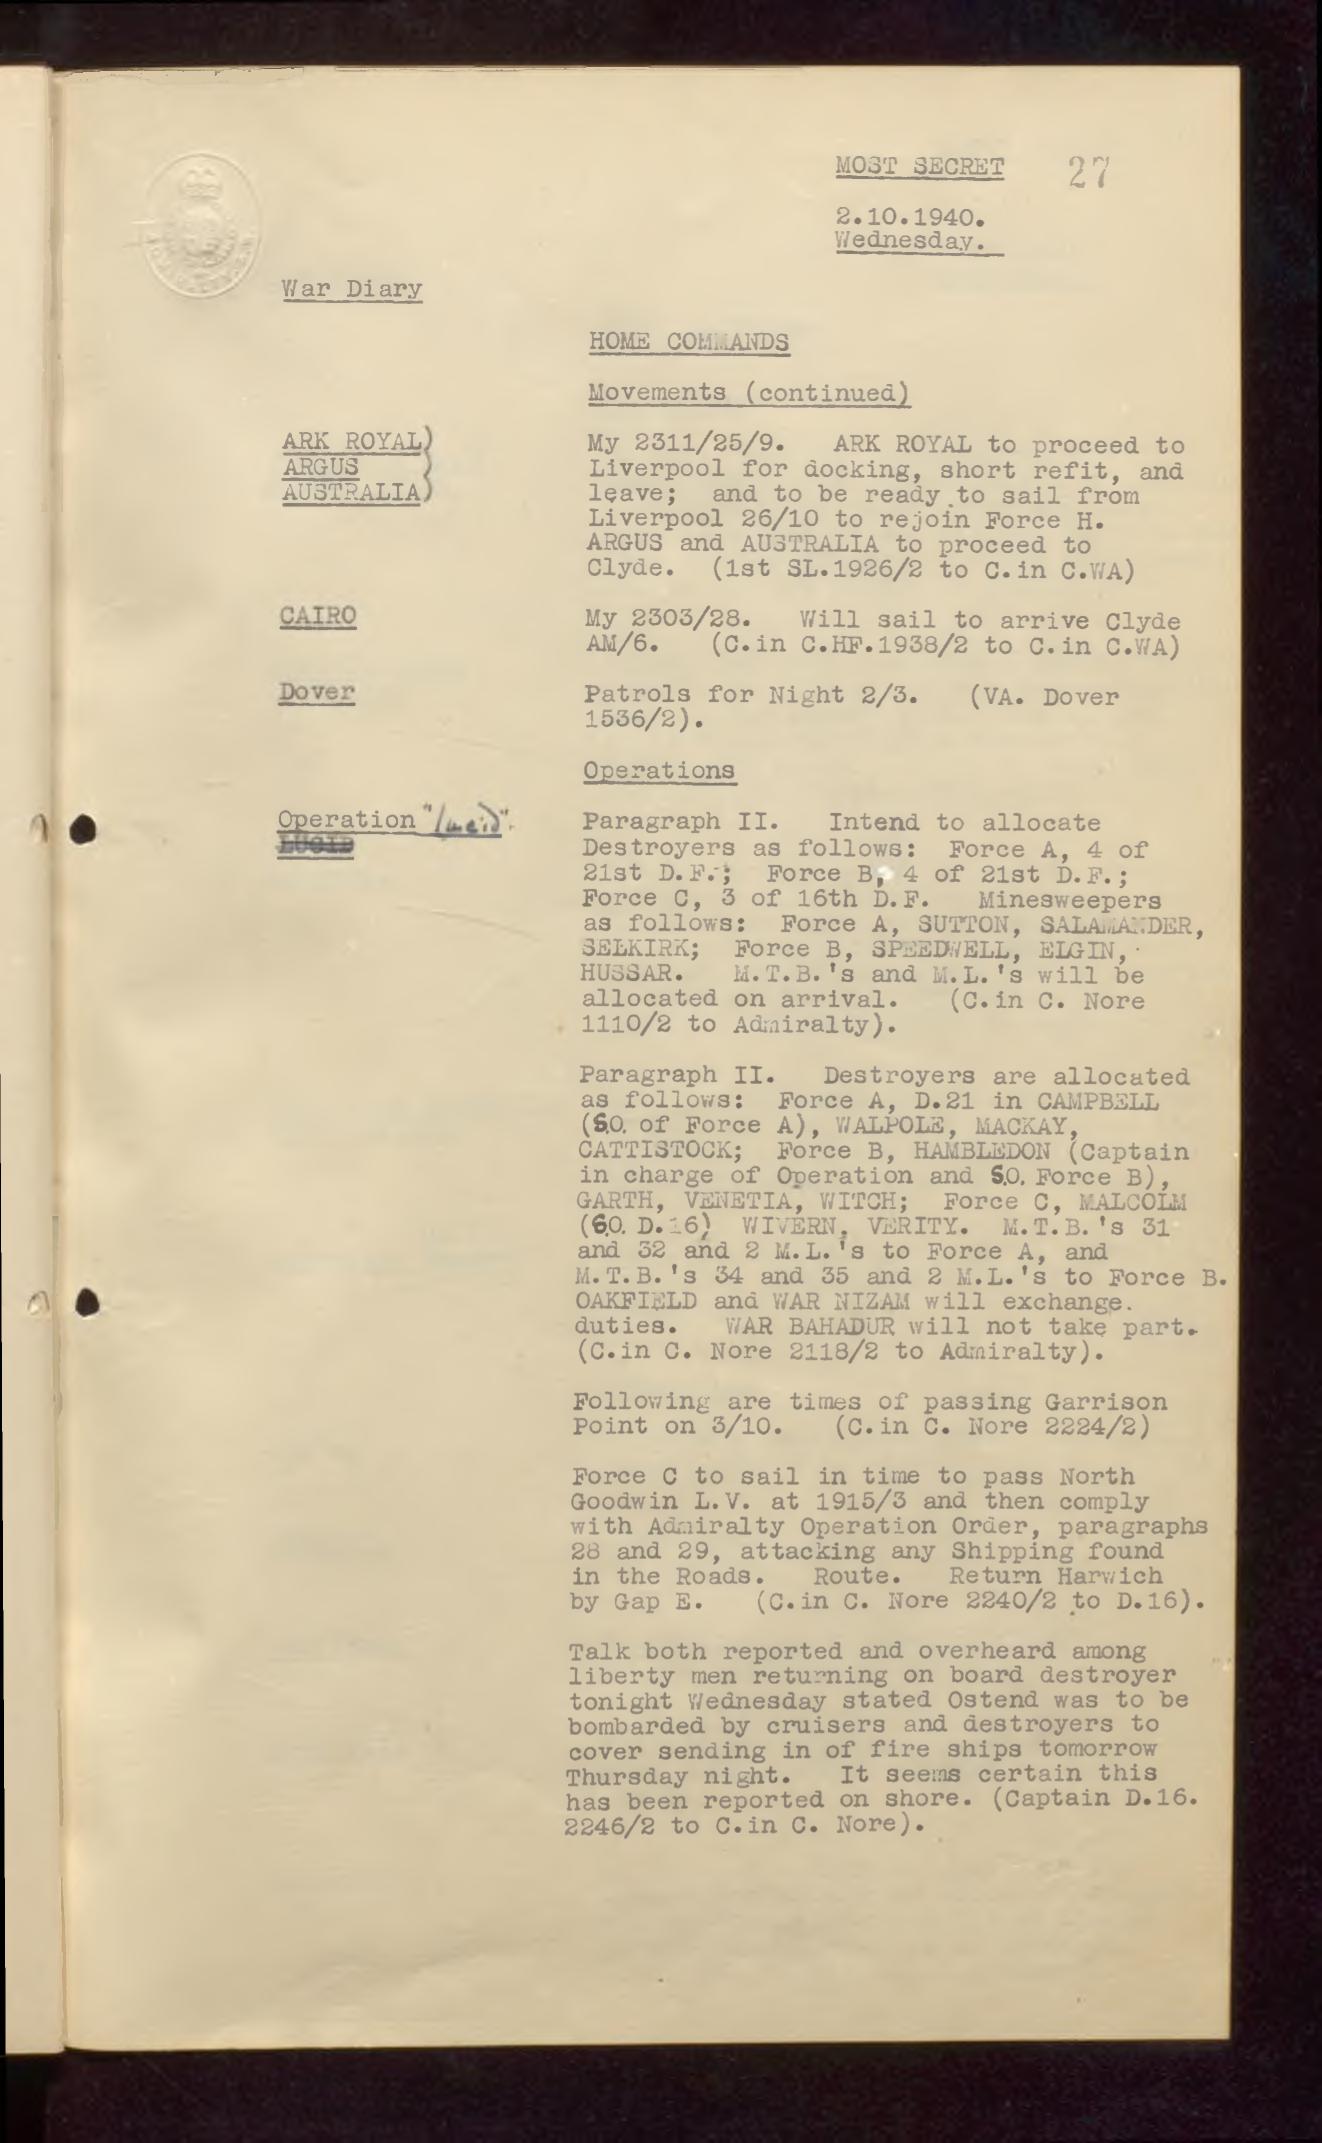 MOST SECRET 27
2.10.1940.
Wednesday.
War Diary
HOME COMMANDS
Movements (continued)
ARK ROYAL)
ARGUS )
AUSTRALIA)
My 2311/25/9. ARK ROYAL to proceed to
Liverpool for docking, short refit, and
leave; and to be ready to sail from
Liverpool 26/10 to rejoin Force H.
ARGUS and AUSTRALIA to proceed to
Clyde. (1st SL.1926/2 to C.in C.WA)
CAIRO
My 2303/28. Will sail to arrive Clyde
AM/6. (C.in C.HF.1938/2 to C.in C.WA)
Dover
Patrols for Night 2/3. (VA. Dover
1536/2).
Operations
Operation "Lucid".
LUCID
Paragraph II. Intend to allocate
Destroyers as follows: Force A, 4 of
21st D.F.; Force B, 4 of 21st D.F.;
Force C, 3 of 16th D.F. Minesweepers
as follows: Force A, SUTTON, SALAMANDER,
SELKIRK; Force B, SPEEDWELL, ELGIN,
HUSSAR. M.T.B.'s and M.L.'s will be
allocated on arrival. (C.in C. Nore
1110/2 to Admiralty).
Paragraph II. Destroyers are allocated
as follows: Force A, D.21 in CAMPBELL
(S.O. of Force A), WALPOLE, MACKAY,
CATTISTOCK; Force B, HAMBLEDON (Captain
in charge of Operation and S.O. Force B),
GARTH, VENETIA, WITCH; Force C, MALCOLM
(S.O. D.16) WIVERN, VERITY. M.T.B.'s 31
and 32 and 2 M.L.'s to Force A, and
M.T.B.'s 34 and 35 and 2 M.L.'s to Force B.
OAKFIELD and WAR NIZAM will exchange.
duties. WAR BAHADUR will not take part.
(C.in C. Nore 2118/2 to Admiralty).
Following are times of passing Garrison
Point on 3/10. (C.in C. Nore 2224/2)
Force C to sail in time to pass North
Goodwin L.V. at 1915/3 and then comply
with Admiralty Operation Order, paragraphs
28 and 29, attacking any Shipping found
in the Roads. Route. Return Harwich
by Gap E. (C.in C. Nore 2240/2 to D.16).
Talk both reported and overheard among
liberty men returning on board destroyer
tonight Wednesday stated Ostend was to be
bombarded by cruisers and destroyers to
cover sending in of fire ships tomorrow
Thursday night. It seems certain this
has been reported on shore. (Captain D.16.
2246/2 to C.in C. Nore).